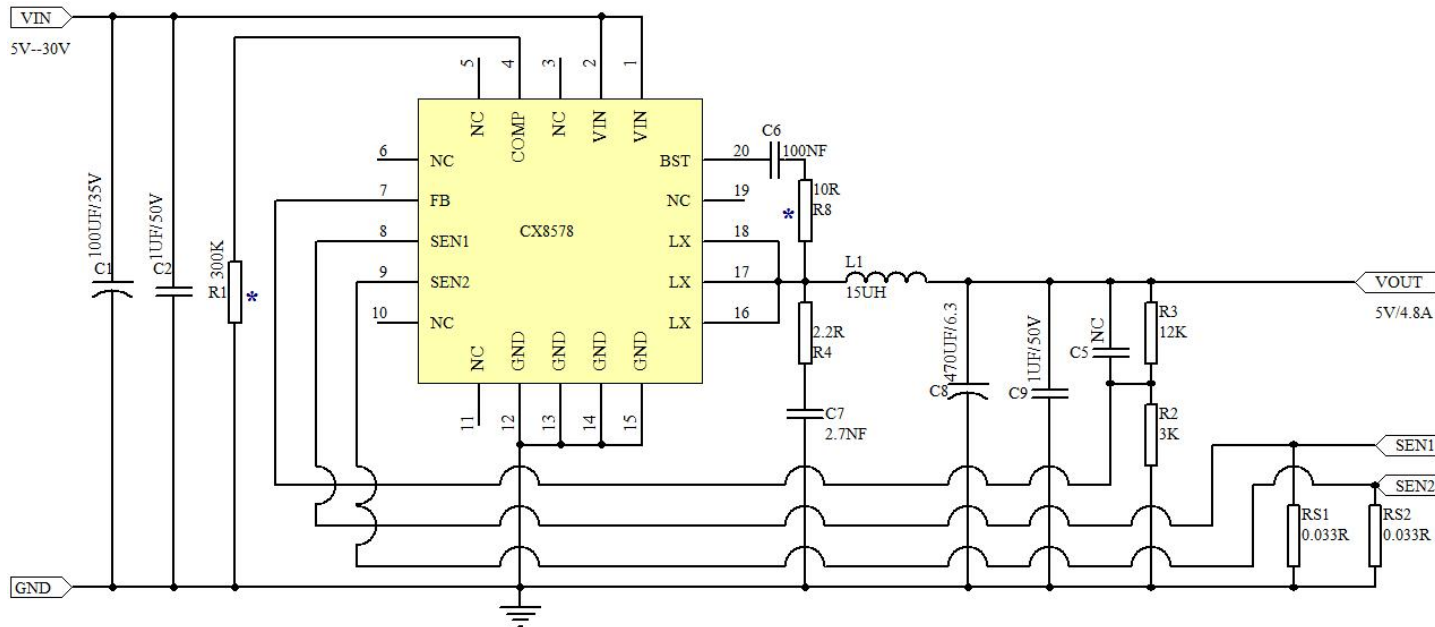 VIN
5V--30V
100UF/35V
C1
1UF/50V
C2
300K
R1
*
5
4
3
2
1
NC
COMP
NC
VIN
VIN
6
NC
7
FB
8
SEN1
9
SEN2
10
NC
CX8578
BST
20
NC
19
LX
18
LX
17
LX
16
NC
GND
GND
GND
GND
11
12
13
14
15
C6
100NF
10R
R8
*
L1
15UH
2.2R
R4
C7
2.7NF
470UF/6.3
C8
1UF/50V
C9
NC
C5
R3
12K
R2
3K
VOUT
5V/4.8A
SEN1
SEN2
RS1
0.033R
RS2
0.033R
GND